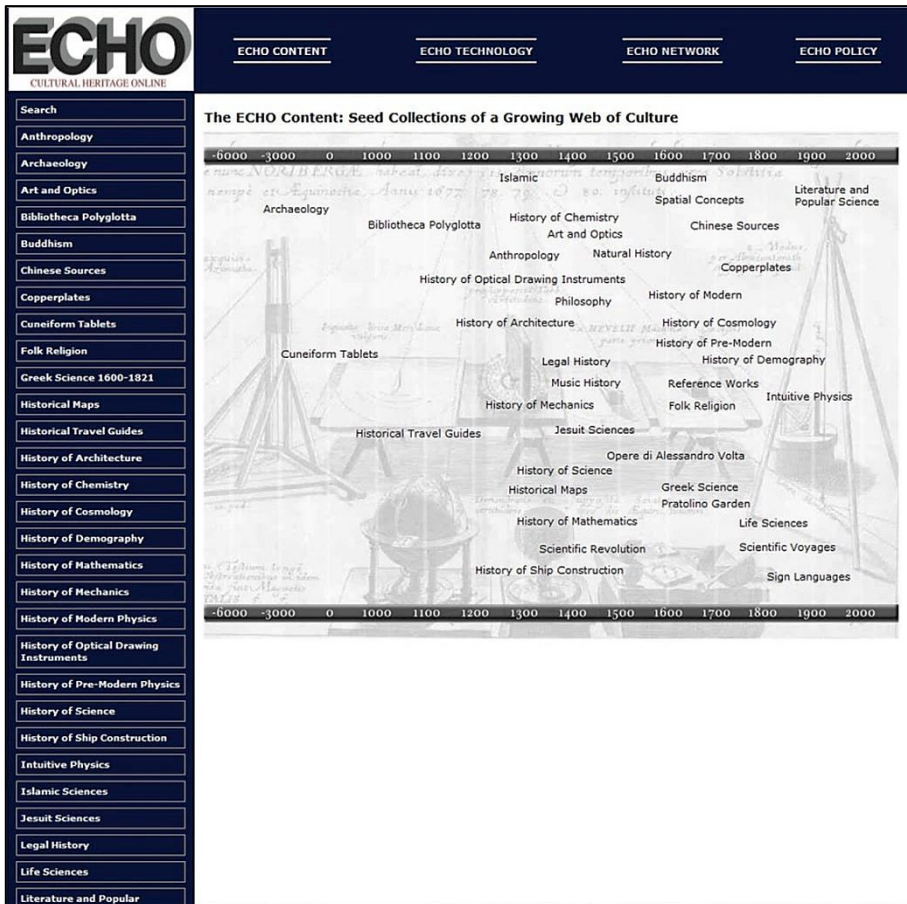 ECHO
CULTURAL HERITAGE ONLINE
ECHO CONTENT
ECHO TECHNOLOGY
ECHO NETWORK
ECHO POLICY
Search
Anthropology
Archaeology
Art and Optics
Bibliotheca Polyglotta
Buddhism
Chinese Sources
Copperplates
Cuneiform Tablets
Folk Religion
Greek Science 1600-1821
Historical Maps
Historical Travel Guides
History of Architecture
History of Chemistry
History of Cosmology
History of Demography
History of Mathematics
History of Mechanics
History of Modern Physics
History of Optical Drawing
Instruments
History of Pre-Modern Physics
History of Science
History of Ship Construction
Intuitive Physics
Islamic Sciences
Jesuit Sciences
Legal History
Life Sciences
Literature and Popular
The ECHO Content: Seed Collections of a Growing Web of Culture
-6000 -3000 0 1000 1100 1200 1300 1400 1500 1600 1700 1800 1900 2000
Islamic
Buddhism
Literature and
Popular Science
Spatial Concepts
Archaeology
History of Chemistry
Bibliotheca Polyglotta
Chinese Sources
Art and Optics
Anthropology
Natural History
Copperplates
History of Optical Drawing Instruments
Philosophy
History of Modern
History of Architecture
History of Cosmology
History of Pre-Modern
Cuneiform Tablets
Legal History
History of Demography
Music History
Reference Works
Intuitive Physics
History of Mechanics
Folk Religion
Historical Travel Guides
Jesuit Sciences
Opere di Alessandro Volta
History of Science
Historical Maps
Greek Science
Pratolino Garden
History of Mathematics
Life Sciences
Scientific Revolution
Scientific Voyages
History of Ship Construction
Sign Languages
-6000 -3000 0 1000 1100 1200 1300 1400 1500 1600 1700 1800 1900 2000